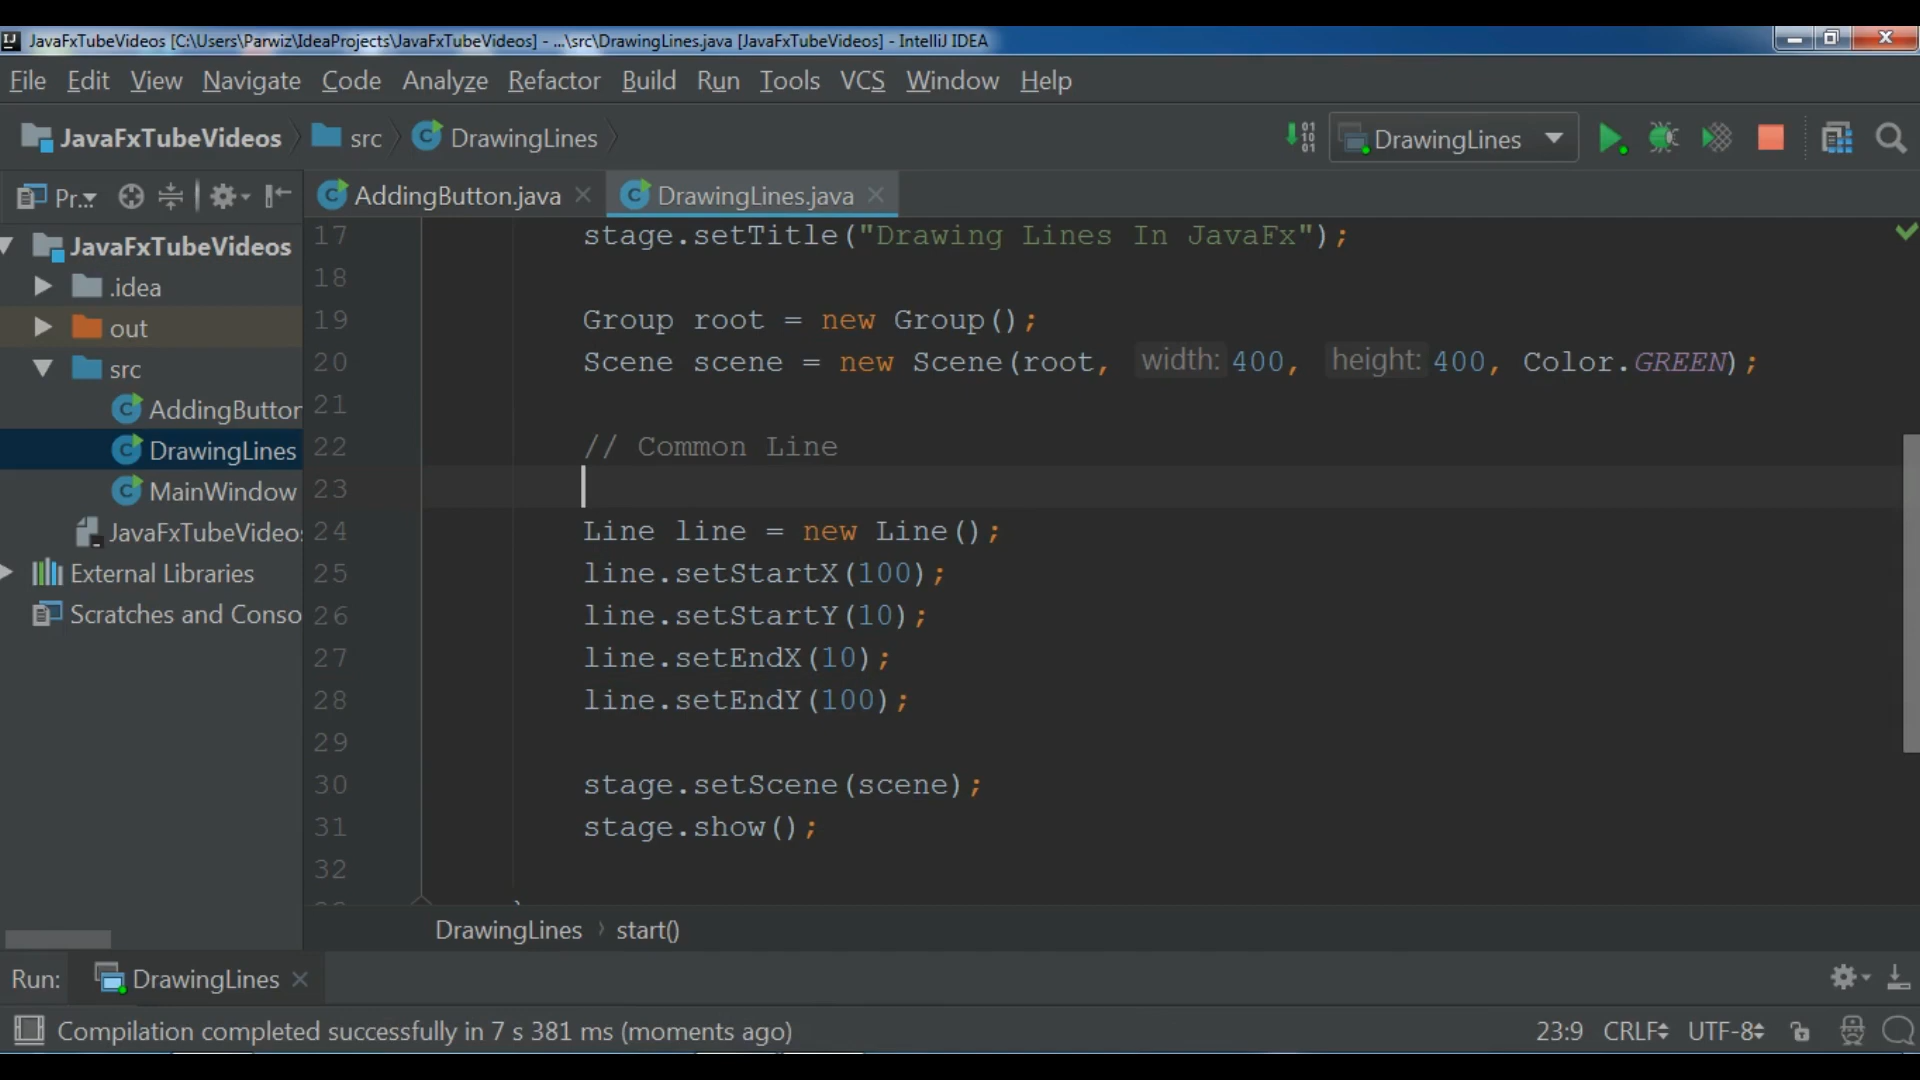 JavaFxTubeVideos [C:\Users\Parwiz\IdeaProjects\JavaFxTubeVideos] - ...\src\DrawingLines.java [JavaFxTubeVideos] - IntelliJ IDEA
File Edit View Navigate Code Analyze Refactor Build Run Tools VCS Window Help
JavaFxTubeVideos src DrawingLines DrawingLines
Pr... AddingButton.java DrawingLines.java
JavaFxTubeVideos
.idea
out
src
AddingButton
DrawingLines
MainWindow
JavaFxTubeVideos
External Libraries
Scratches and Conso
17 stage.setTitle("Drawing Lines In JavaFx");
18
19 Group root = new Group();
20 Scene scene = new Scene(root, width: 400, height: 400, Color.GREEN);
21
22 // Common Line
23
24 Line line = new Line();
25 line.setStartX(100);
26 line.setStartY(10);
27 line.setEndX(10);
28 line.setEndY(100);
29
30 stage.setScene(scene);
31 stage.show();
32
DrawingLines start()
Run: DrawingLines
Compilation completed successfully in 7 s 381 ms (moments ago) 23:9 CRLF UTF-8